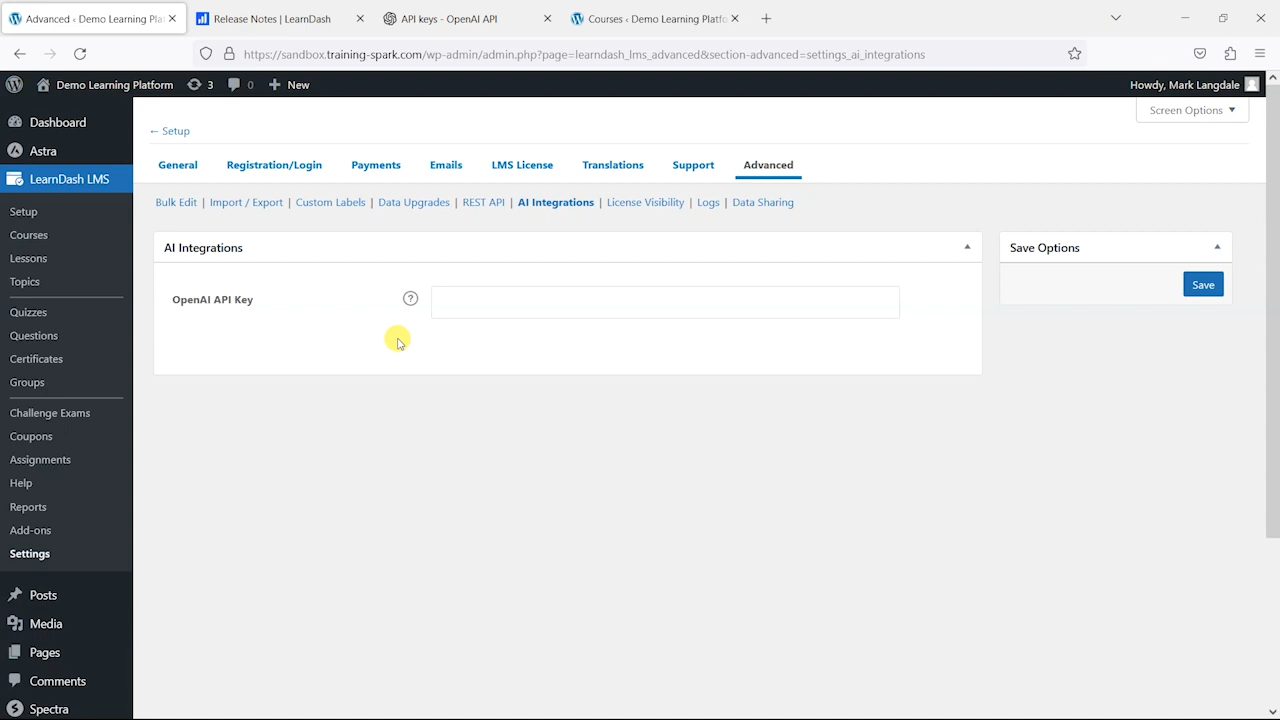 Advanced ‹ Demo Learning Pla
Release Notes | LearnDash
API keys - OpenAI API
Courses ‹ Demo Learning Platfo
https://sandbox.training-spark.com/wp-admin/admin.php?page=learndash_lms_advanced&section-advanced=settings_ai_integrations
Demo Learning Platform
3
0
New
Howdy, Mark Langdale
Screen Options
Dashboard
Astra
LearnDash LMS
Setup
Courses
Lessons
Topics
Quizzes
Questions
Certificates
Groups
Challenge Exams
Coupons
Assignments
Help
Reports
Add-ons
Settings
Posts
Media
Pages
Comments
Spectra
← Setup
General
Registration/Login
Payments
Emails
LMS License
Translations
Support
Advanced
Bulk Edit | Import / Export | Custom Labels | Data Upgrades | REST API | AI Integrations | License Visibility | Logs | Data Sharing
AI Integrations
OpenAI API Key
?
Save Options
Save